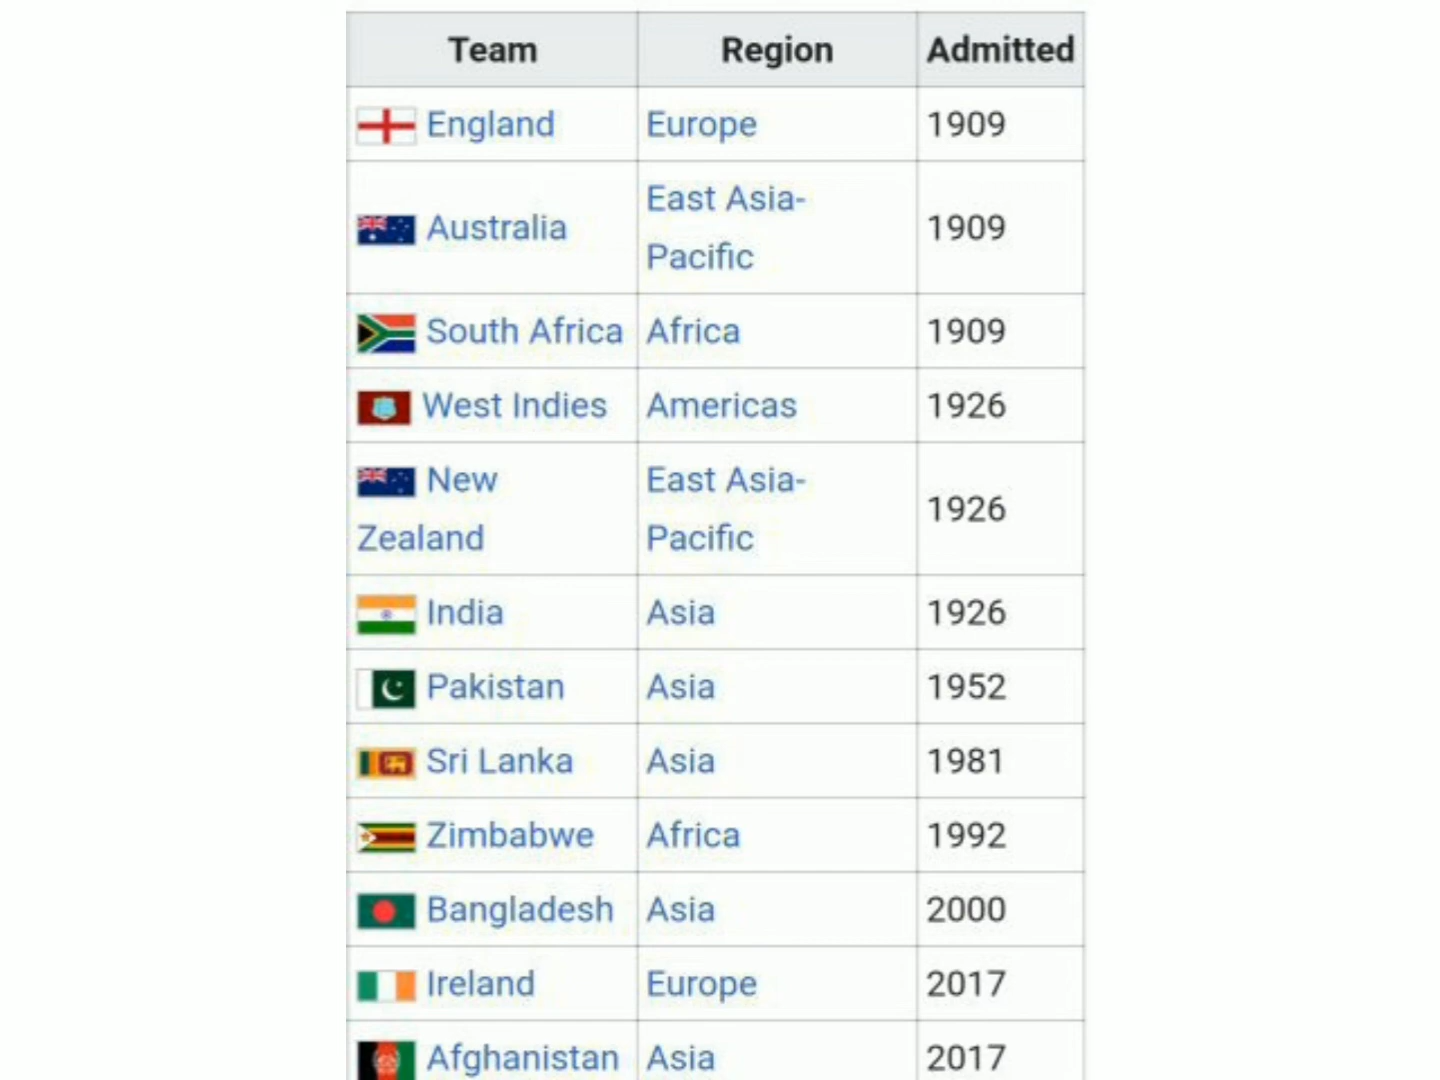 Team Region Admitted
England Europe 1909
Australia East Asia-
Pacific 1909
South Africa Africa 1909
West Indies Americas 1926
New
Zealand East Asia-
Pacific 1926
India Asia 1926
Pakistan Asia 1952
Sri Lanka Asia 1981
Zimbabwe Africa 1992
Bangladesh Asia 2000
Ireland Europe 2017
Afghanistan Asia 2017